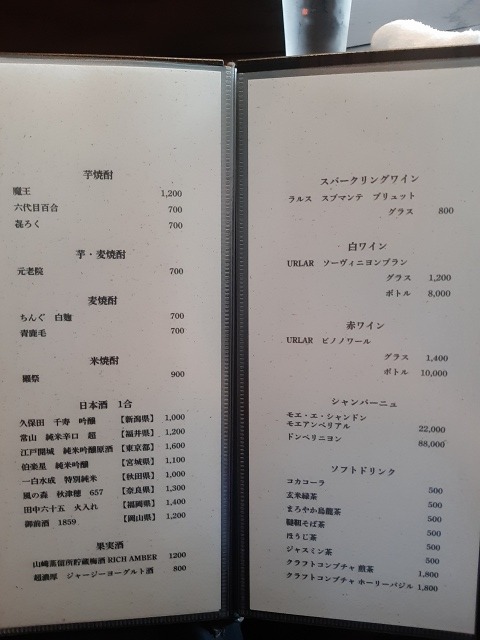 芋焼酎
魔王 1,200
六代目百合 700
㐂ろく 700
芋・麦焼酎
元老院 700
麦焼酎
ちんぐ 白麹 700
青鹿毛 700
米焼酎
獺祭 900
日本酒 1合
久保田 千寿 吟醸 【新潟県】 1,000
常山 純米辛口 超 【福井県】 1,200
江戸開城 純米吟醸原酒 【東京都】 1,600
伯楽星 純米吟醸 【宮城県】 1,100
一白水成 特別純米 【秋田県】 1,000
風の森 秋津穂 657 【奈良県】 1,300
田中六十五 火入れ 【福岡県】 1,400
御前酒 1859 【岡山県】 1,200
果実酒
山崎蒸留所貯蔵梅酒 RICH AMBER 1200
超濃厚 ジャージーヨーグルト酒 800
スパークリングワイン
ラルス スプマンテ ブリュット
グラス 800
白ワイン
URLAR ソーヴィニヨンブラン
グラス 1,200
ボトル 8,000
赤ワイン
URLAR ピノノワール
グラス 1,400
ボトル 10,000
シャンパーニュ
モエ・エ・シャンドン
モエアンペリアル 22,000
ドンペリニヨン 88,000
ソフトドリンク
コカコーラ 500
玄米緑茶 500
まろやか烏龍茶 500
韃靼そば茶 500
ほうじ茶 500
ジャスミン茶 500
クラフトコンブチャ 煎茶 1,800
クラフトコンブチャ ホーリーバジル 1,800